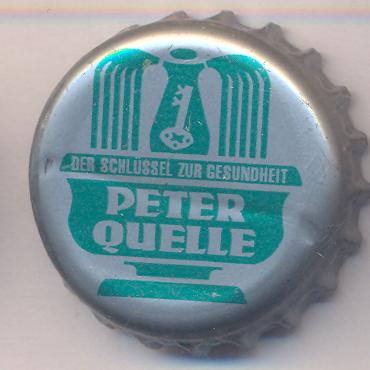 DER SCHLÜSSEL ZUR GESUNDHEIT
PETER
QUELLE